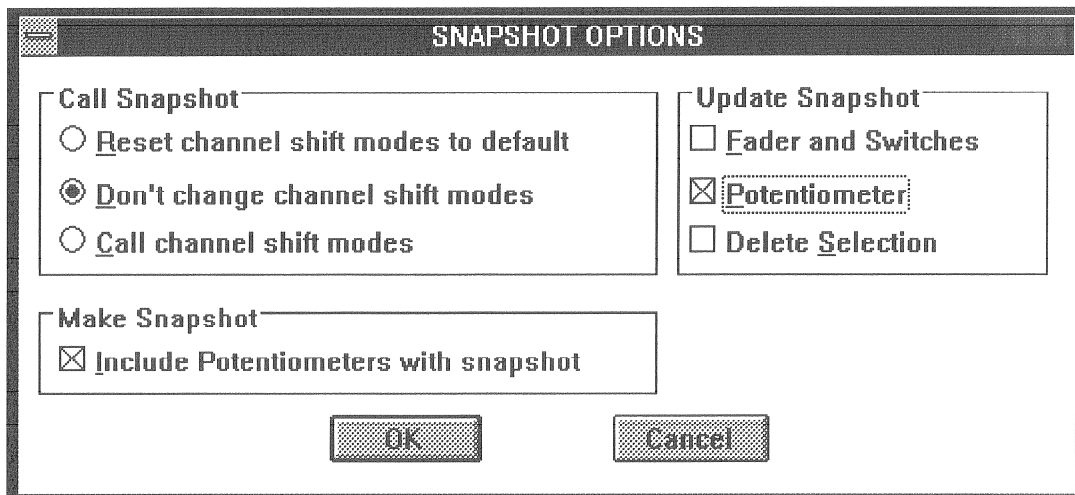 SNAPSHOT OPTIONS
Call Snapshot
Reset channel shift modes to default
Don't change channel shift modes
Call channel shift modes
Update Snapshot
Fader and Switches
Potentiometer
Delete Selection
Make Snapshot
Include Potentiometers with snapshot
OK
Cancel